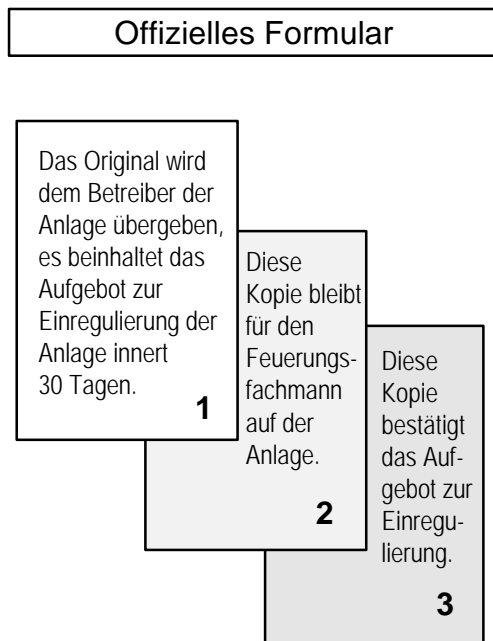 Offizielles Formular
Das Original wird
dem Betreiber der
Anlage übergeben,
es beinhaltet das
Aufgebot zur
Einregulierung der
Anlage innert
30 Tagen.
1
Diese
Kopie bleibt
für den
Feuerungs-
fachmann
auf der
Anlage.
2
Diese
Kopie
bestätigt
das Auf-
gebot zur
Einregu-
lierung.
3